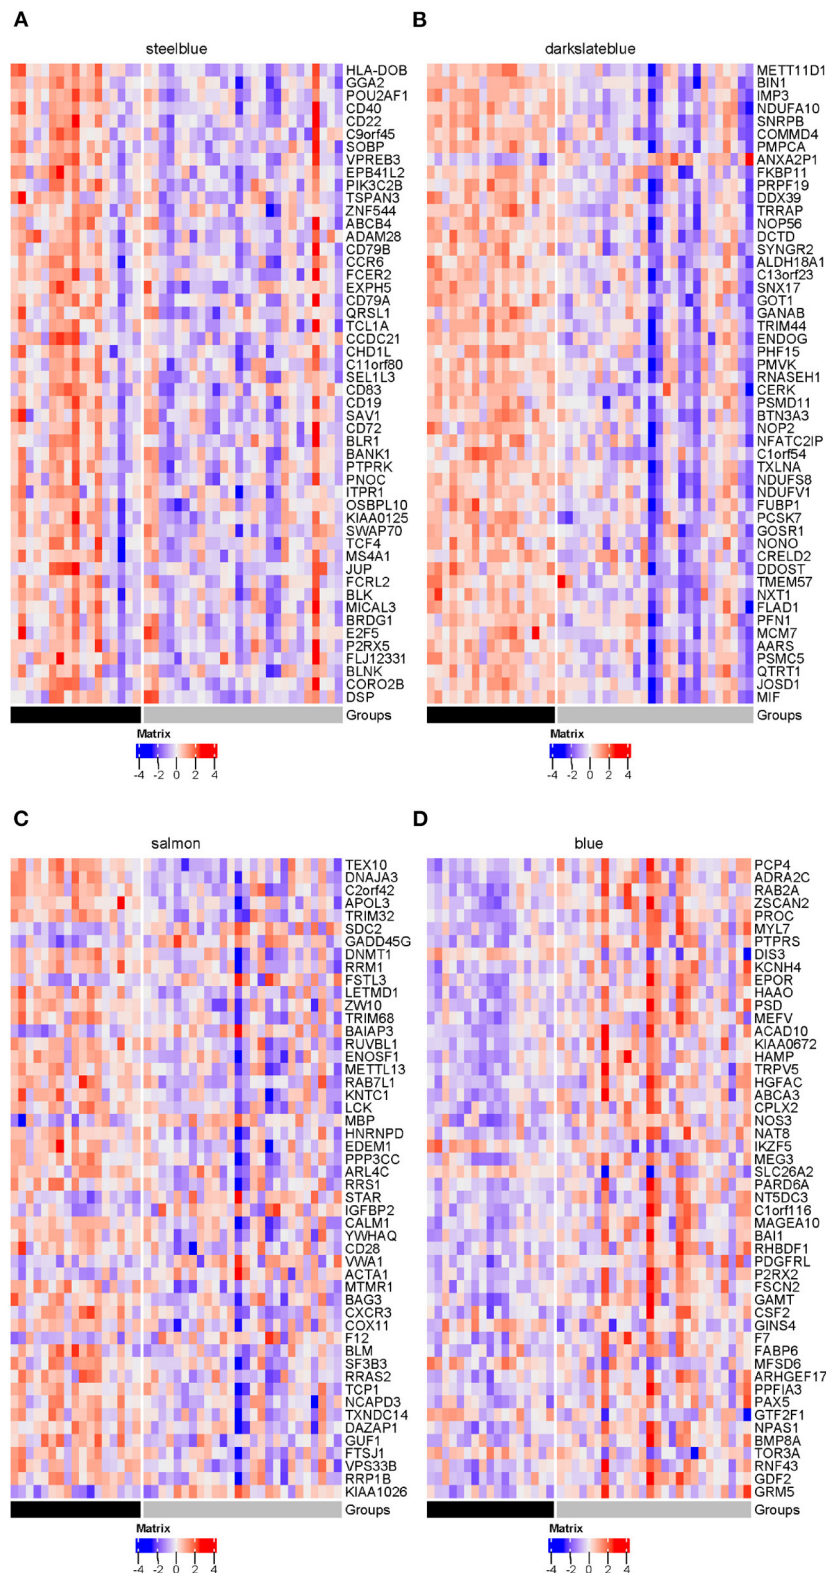 A
steelblue
HLA-DOB
GGA2
POU2AF1
CD40
CD22
C9orf45
SOBP
VPREB3
EPB41L2
PIK3C2B
TSPAN3
ZNF544
ABCB4
ADAM28
CD79B
CCR6
FCER2
EXPH5
CD79A
QRSL1
TCL1A
CCDC21
CHD1L
C11orf80
SEL1L3
CD83
CD19
SAV1
CD72
BLR1
BANK1
PTPRK
PNOC
ITPR1
OSBPL10
KIAA0125
SWAP70
TCF4
MS4A1
JUP
FCRL2
BLK
MICAL3
BRDG1
E2F5
P2RX5
FLJ12331
BLNK
CORO2B
DSP
Groups
Matrix
-4 -2 0 2 4
B
darkslateblue
METT11D1
BIN1
IMP3
NDUFA10
SNRPB
COMMD4
PMPCA
ANXA2P1
FKBP11
PRPF19
DDX39
TRRAP
NOP56
DCTD
SYNGR2
ALDH18A1
C13orf23
SNX17
GOT1
GANAB
TRIM44
ENDOG
PHF15
PMVK
RNASEH1
CERK
PSMD11
BTN3A3
NOP2
NFATC2IP
C1orf54
TXLNA
NDUFS8
NDUFV1
FUBP1
PCSK7
GOSR1
NONO
CRELD2
DDOST
TMEM57
NXT1
FLAD1
PFN1
MCM7
AARS
PSMC5
QTRT1
JOSD1
MIF
Groups
Matrix
-4 -2 0 2 4
C
salmon
TEX10
DNAJA3
C2orf42
APOL3
TRIM32
SDC2
GADD45G
DNMT1
RRM1
FSTL3
LETMD1
ZW10
TRIM68
BAIAP3
RUVBL1
ENOSF1
METTL13
RAB7L1
KNTC1
LCK
MBP
HNRNPD
EDEM1
PPP3CC
ARL4C
RRS1
STAR
IGFBP2
CALM1
YWHAQ
CD28
VWA1
ACTA1
MTMR1
BAG3
CXCR3
COX11
F12
BLM
SF3B3
RRAS2
TCP1
NCAPD3
TXNDC14
DAZAP1
GUF1
FTSJ1
VPS33B
RRP1B
KIAA1026
Groups
Matrix
-4 -2 0 2 4
D
blue
PCP4
ADRA2C
RAB2A
ZSCAN2
PROC
MYL7
PTPRS
DIS3
KCNH4
EPOR
HAAO
PSD
MEFV
ACAD10
KIAA0672
HAMP
TRPV5
HGFAC
ABCA3
CPLX2
NOS3
NAT8
IKZF5
MEG3
SLC26A2
PARD6A
NT5DC3
C1orf116
MAGEA10
BAI1
RHBDF1
PDGFRL
P2RX2
FSCN2
GAMT
CSF2
GINS4
F7
FABP6
MFSD6
ARHGEF17
PPFIA3
PAX5
GTF2F1
NPAS1
BMP8A
TOR3A
RNF43
GDF2
GRM5
Groups
Matrix
-4 -2 0 2 4